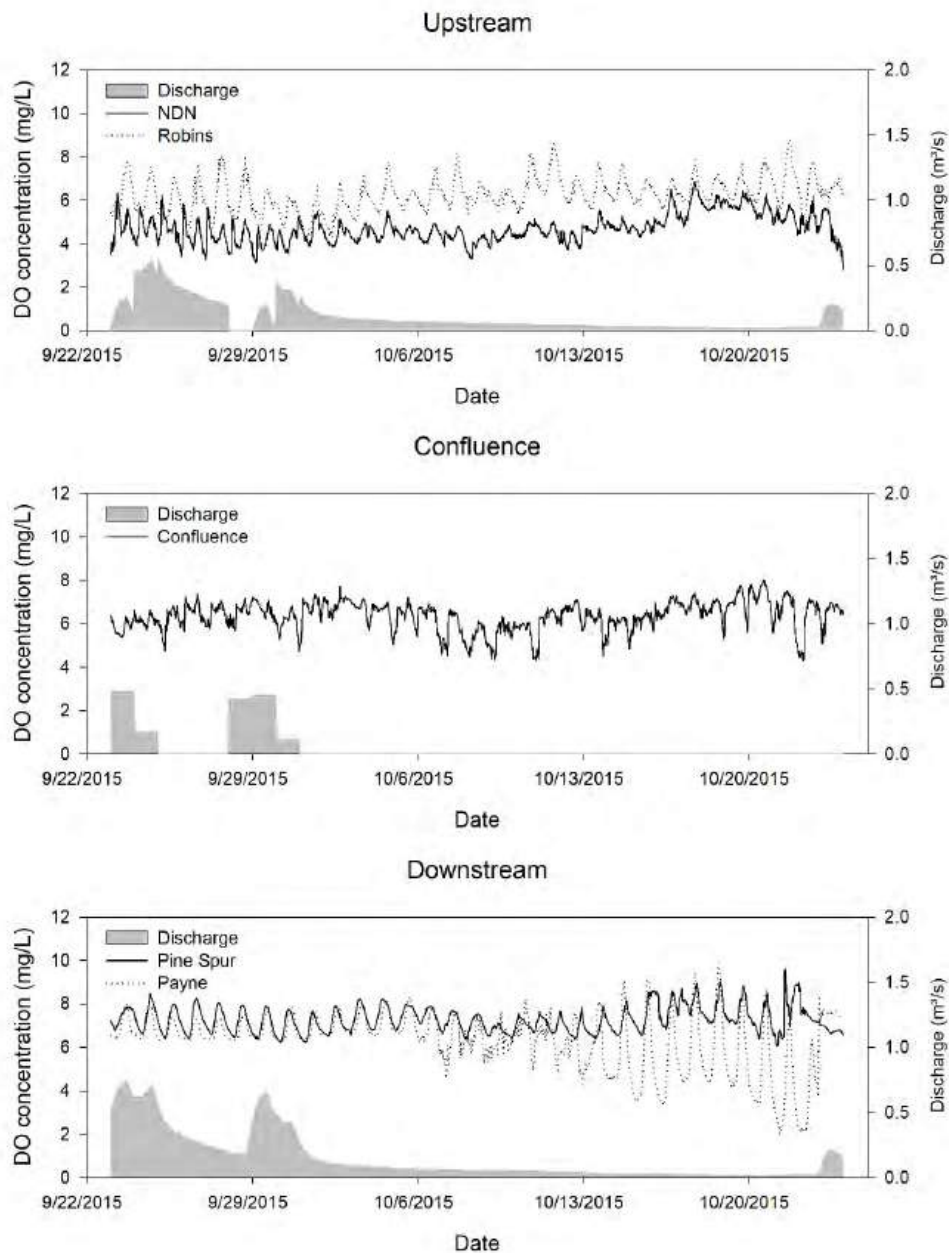 Upstream
DO concentration (mg/L)
12
10
8
6
4
2
0
Discharge
NDN
Robins
2.0
1.5
1.0
0.5
0.0
Discharge (m³/s)
9/22/2015 9/29/2015 10/6/2015 10/13/2015 10/20/2015
Date
Confluence
DO concentration (mg/L)
12
10
8
6
4
2
0
Discharge
Confluence
2.0
1.5
1.0
0.5
0.0
Discharge (m³/s)
9/22/2015 9/29/2015 10/6/2015 10/13/2015 10/20/2015
Date
Downstream
DO concentration (mg/L)
12
10
8
6
4
2
0
Discharge
Pine Spur
Payne
2.0
1.5
1.0
0.5
0.0
Discharge (m³/s)
9/22/2015 9/29/2015 10/6/2015 10/13/2015 10/20/2015
Date